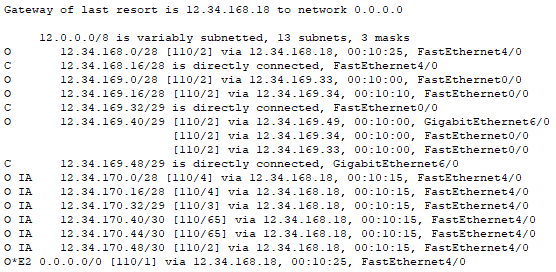 Gateway of last resort is 12.34.168.18 to network 0.0.0.0
12.0.0.0/8 is variably subnetted, 13 subnets, 3 masks
O 12.34.168.0/28 [110/2] via 12.34.168.18, 00:10:25, FastEthernet4/0
C 12.34.168.16/28 is directly connected, FastEthernet4/0
O 12.34.169.0/28 [110/2] via 12.34.169.33, 00:10:00, FastEthernet0/0
O 12.34.169.16/28 [110/2] via 12.34.169.34, 00:10:10, FastEthernet0/0
C 12.34.169.32/29 is directly connected, FastEthernet0/0
O 12.34.169.40/29 [110/2] via 12.34.169.49, 00:10:00, GigabitEthernet6/0
[110/2] via 12.34.169.34, 00:10:00, FastEthernet0/0
[110/2] via 12.34.169.33, 00:10:00, FastEthernet0/0
C 12.34.169.48/29 is directly connected, GigabitEthernet6/0
O IA 12.34.170.0/28 [110/4] via 12.34.168.18, 00:10:15, FastEthernet4/0
O IA 12.34.170.16/28 [110/4] via 12.34.168.18, 00:10:15, FastEthernet4/0
O IA 12.34.170.32/29 [110/3] via 12.34.168.18, 00:10:15, FastEthernet4/0
O IA 12.34.170.40/30 [110/65] via 12.34.168.18, 00:10:15, FastEthernet4/0
O IA 12.34.170.44/30 [110/65] via 12.34.168.18, 00:10:15, FastEthernet4/0
O IA 12.34.170.48/30 [110/2] via 12.34.168.18, 00:10:15, FastEthernet4/0
O*E2 0.0.0.0/0 [110/1] via 12.34.168.18, 00:10:25, FastEthernet4/0